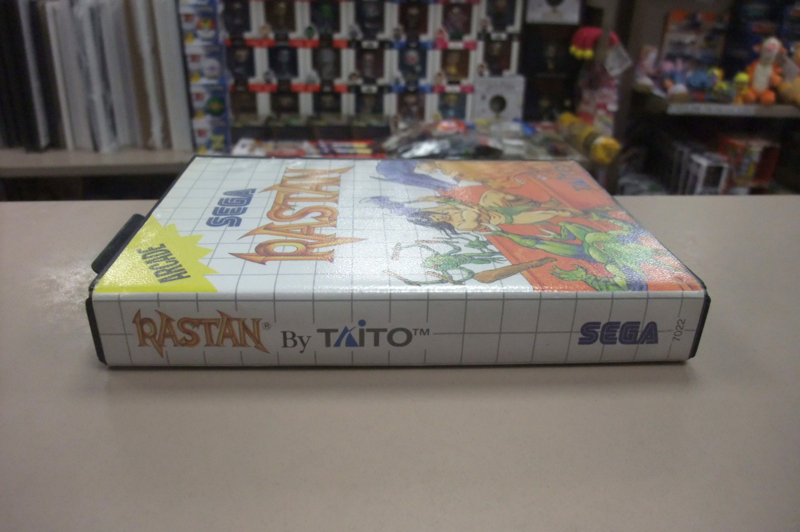 SEGA
RASTAN
ARCADE
RASTAN® By TAITO™
SEGA
7022